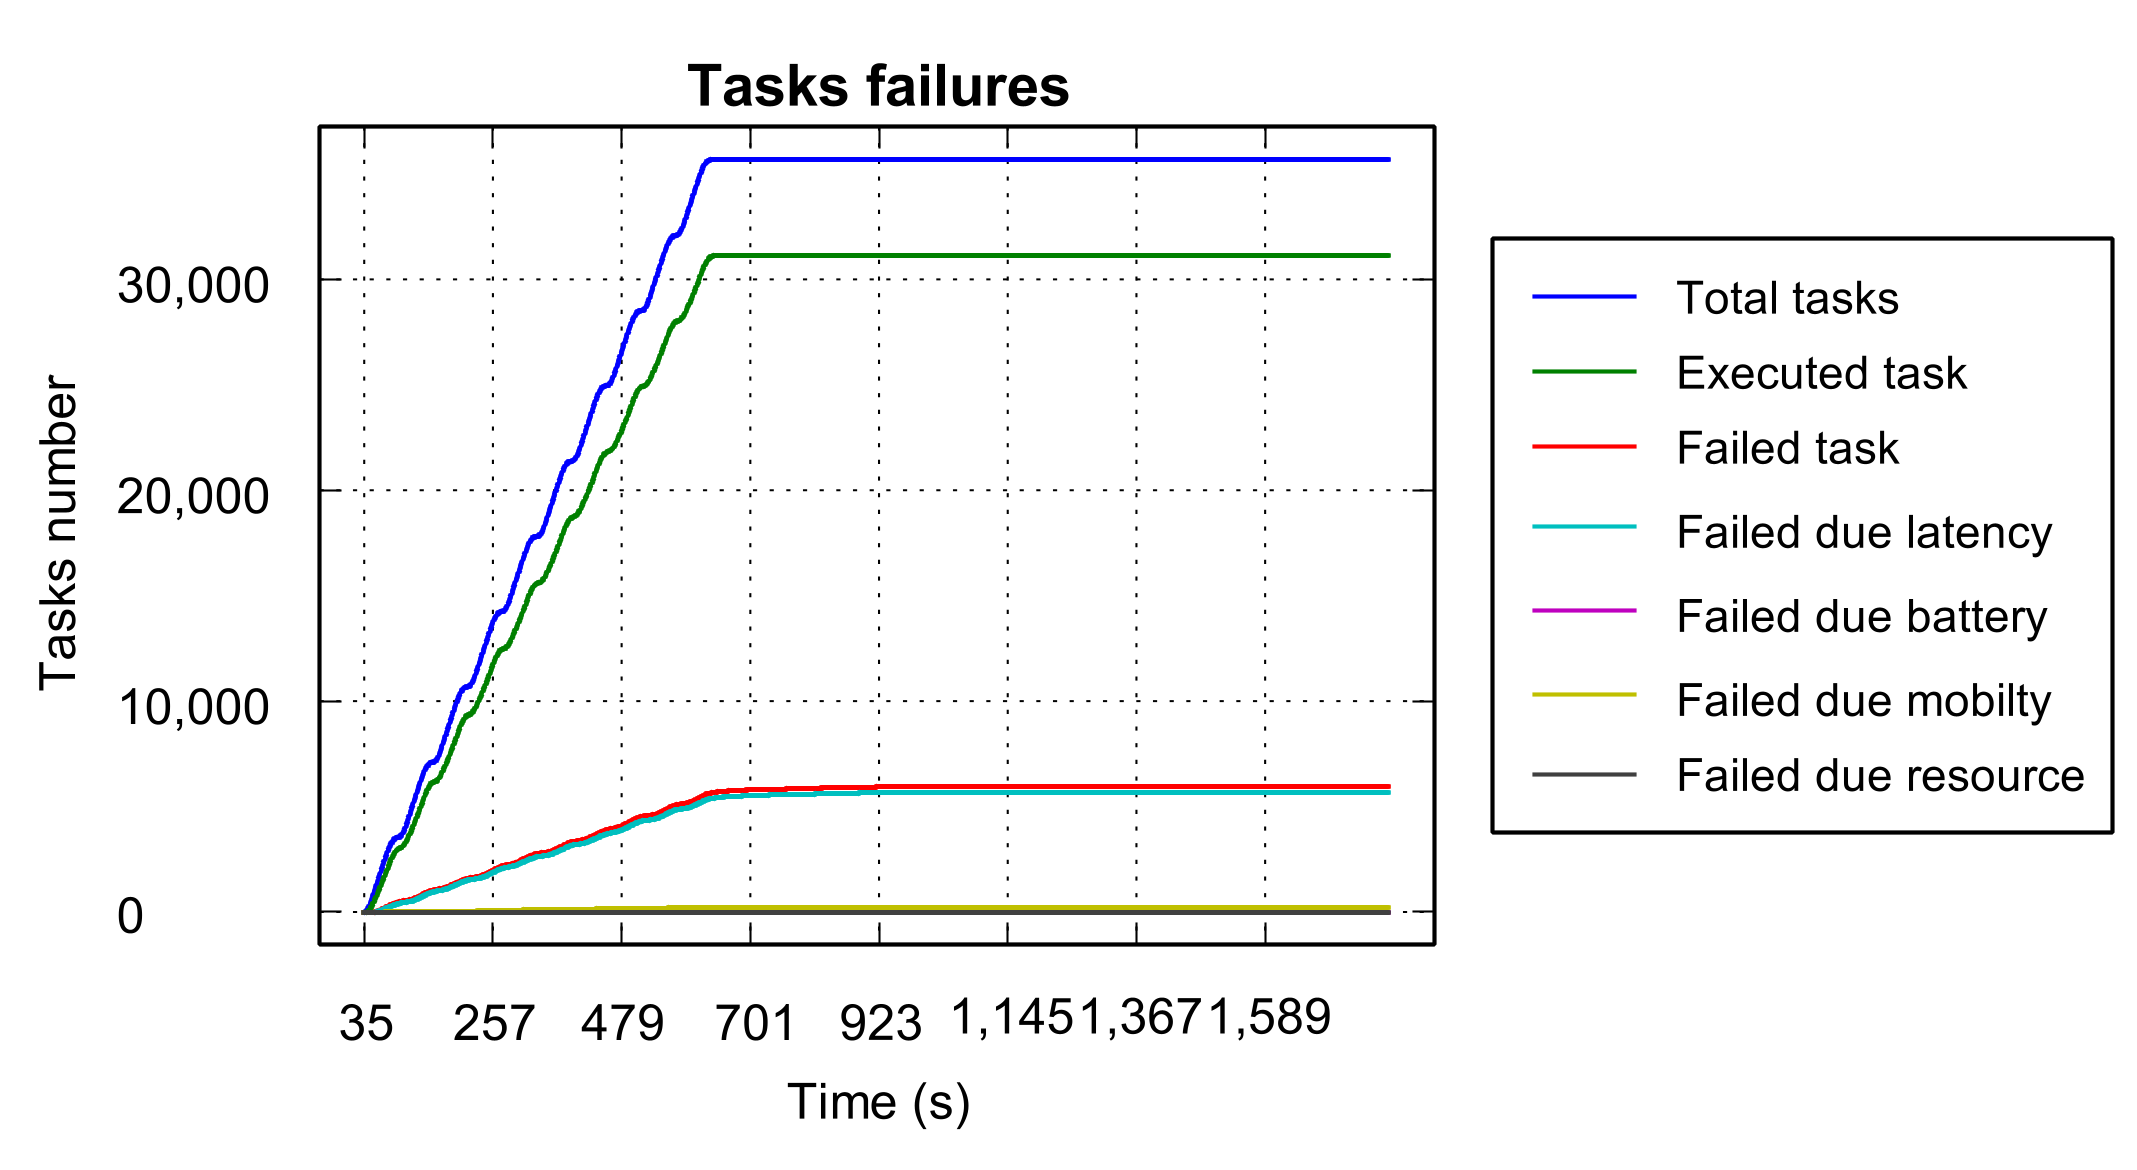 Tasks failures
Tasks number
30,000
20,000
10,000
0
35 257 479 701 923 1,145 1,367 1,589
Time (s)
Total tasks
Executed task
Failed task
Failed due latency
Failed due battery
Failed due mobilty
Failed due resource